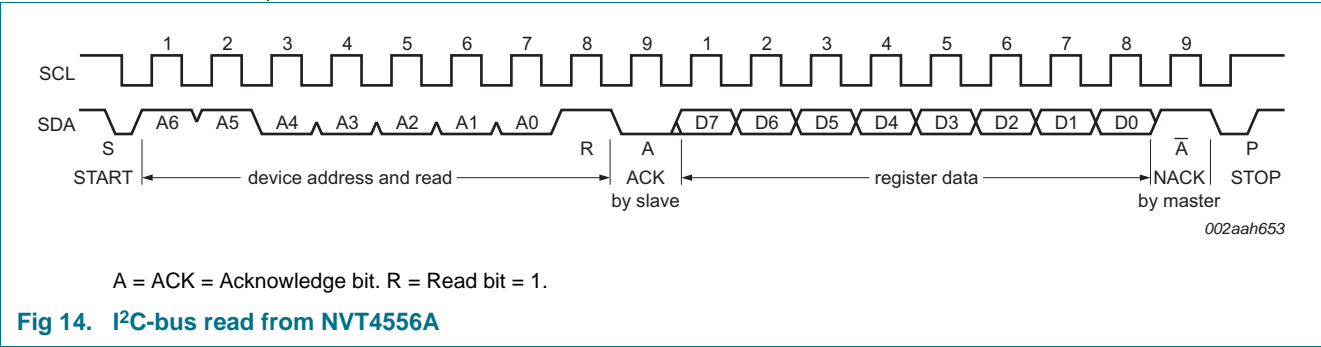 1 2 3 4 5 6 7 8 9 1 2 3 4 5 6 7 8 9
SCL
SDA A6 A5 A4 A3 A2 A1 A0 D7 D6 D5 D4 D3 D2 D1 D0
S R A A̅ P
START device address and read ACK register data NACK STOP
by slave by master
002aah653
A = ACK = Acknowledge bit. R = Read bit = 1.
Fig 14. I²C-bus read from NVT4556A